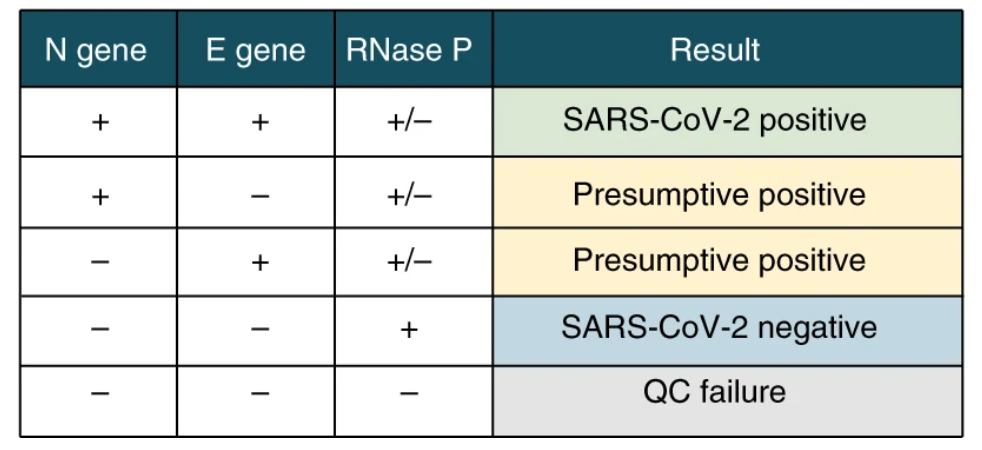 N gene E gene RNase P Result
+ + +/– SARS-CoV-2 positive
+ – +/– Presumptive positive
– + +/– Presumptive positive
– – + SARS-CoV-2 negative
– – – QC failure